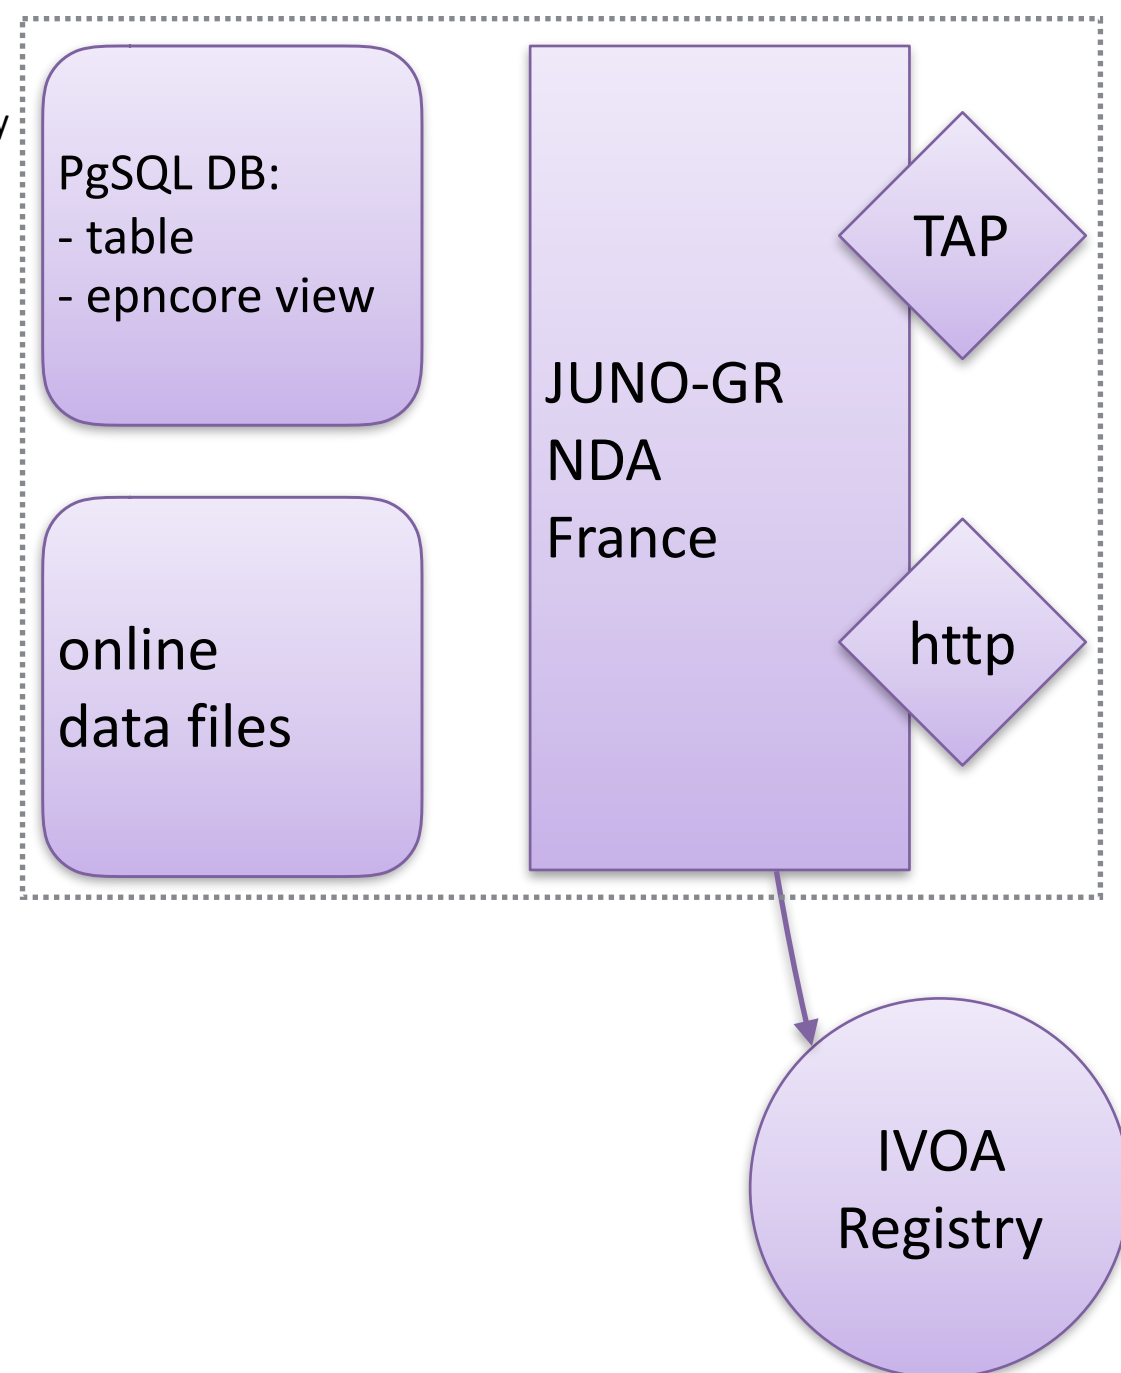 PgSQL DB:
- table
- epncore view
online
data files
JUNO-GR
NDA
France
TAP
http
IVOA
Registry